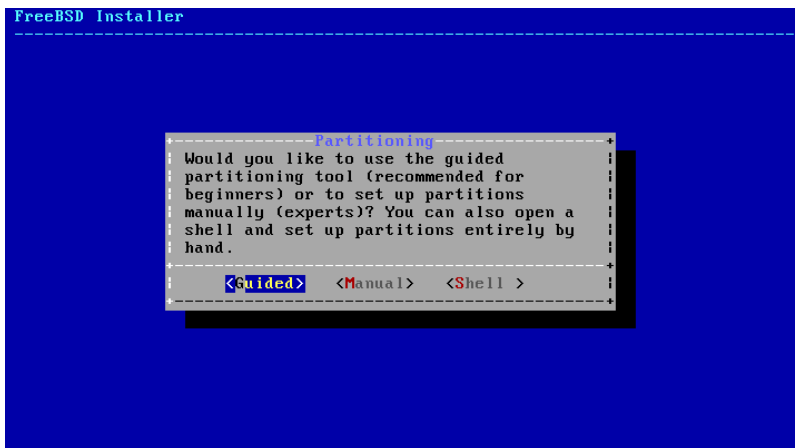 FreeBSD Installer
Partitioning
Would you like to use the guided
partitioning tool (recommended for
beginners) or to set up partitions
manually (experts)? You can also open a
shell and set up partitions entirely by
hand.
<Guided> <Manual> <Shell >